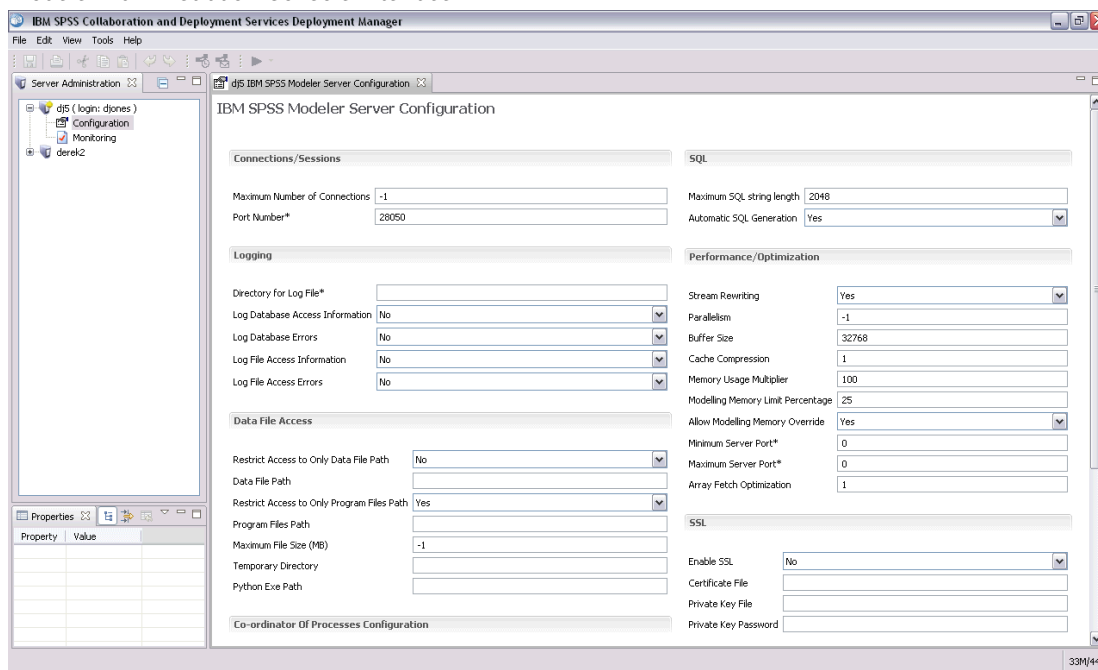 IBM SPSS Collaboration and Deployment Services Deployment Manager
File Edit View Tools Help
Server Administration
dj5 ( login: djones )
Configuration
Monitoring
derek2
Properties
Property Value
dj5 IBM SPSS Modeler Server Configuration
IBM SPSS Modeler Server Configuration
Connections/Sessions
Maximum Number of Connections -1
Port Number* 28050
Logging
Directory for Log File*
Log Database Access Information No
Log Database Errors No
Log File Access Information No
Log File Access Errors No
Data File Access
Restrict Access to Only Data File Path No
Data File Path
Restrict Access to Only Program Files Path Yes
Program Files Path
Maximum File Size (MB) -1
Temporary Directory
Python Exe Path
Co-ordinator Of Processes Configuration
SQL
Maximum SQL string length 2048
Automatic SQL Generation Yes
Performance/Optimization
Stream Rewriting Yes
Parallelism -1
Buffer Size 32768
Cache Compression 1
Memory Usage Multiplier 100
Modelling Memory Limit Percentage 25
Allow Modelling Memory Override Yes
Minimum Server Port* 0
Maximum Server Port* 0
Array Fetch Optimization 1
SSL
Enable SSL No
Certificate File
Private Key File
Private Key Password
33M/44